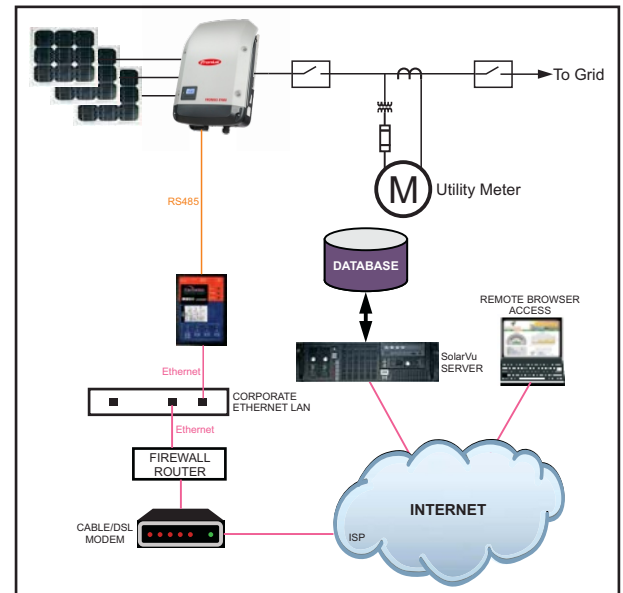 Fronius
To Grid
M
Utility Meter
RS485
DATABASE
REMOTE BROWSER
ACCESS
SolarVu
SERVER
Ethernet
CORPORATE
ETHERNET LAN
Ethernet
FIREWALL
ROUTER
INTERNET
CABLE/DSL
MODEM
ISP